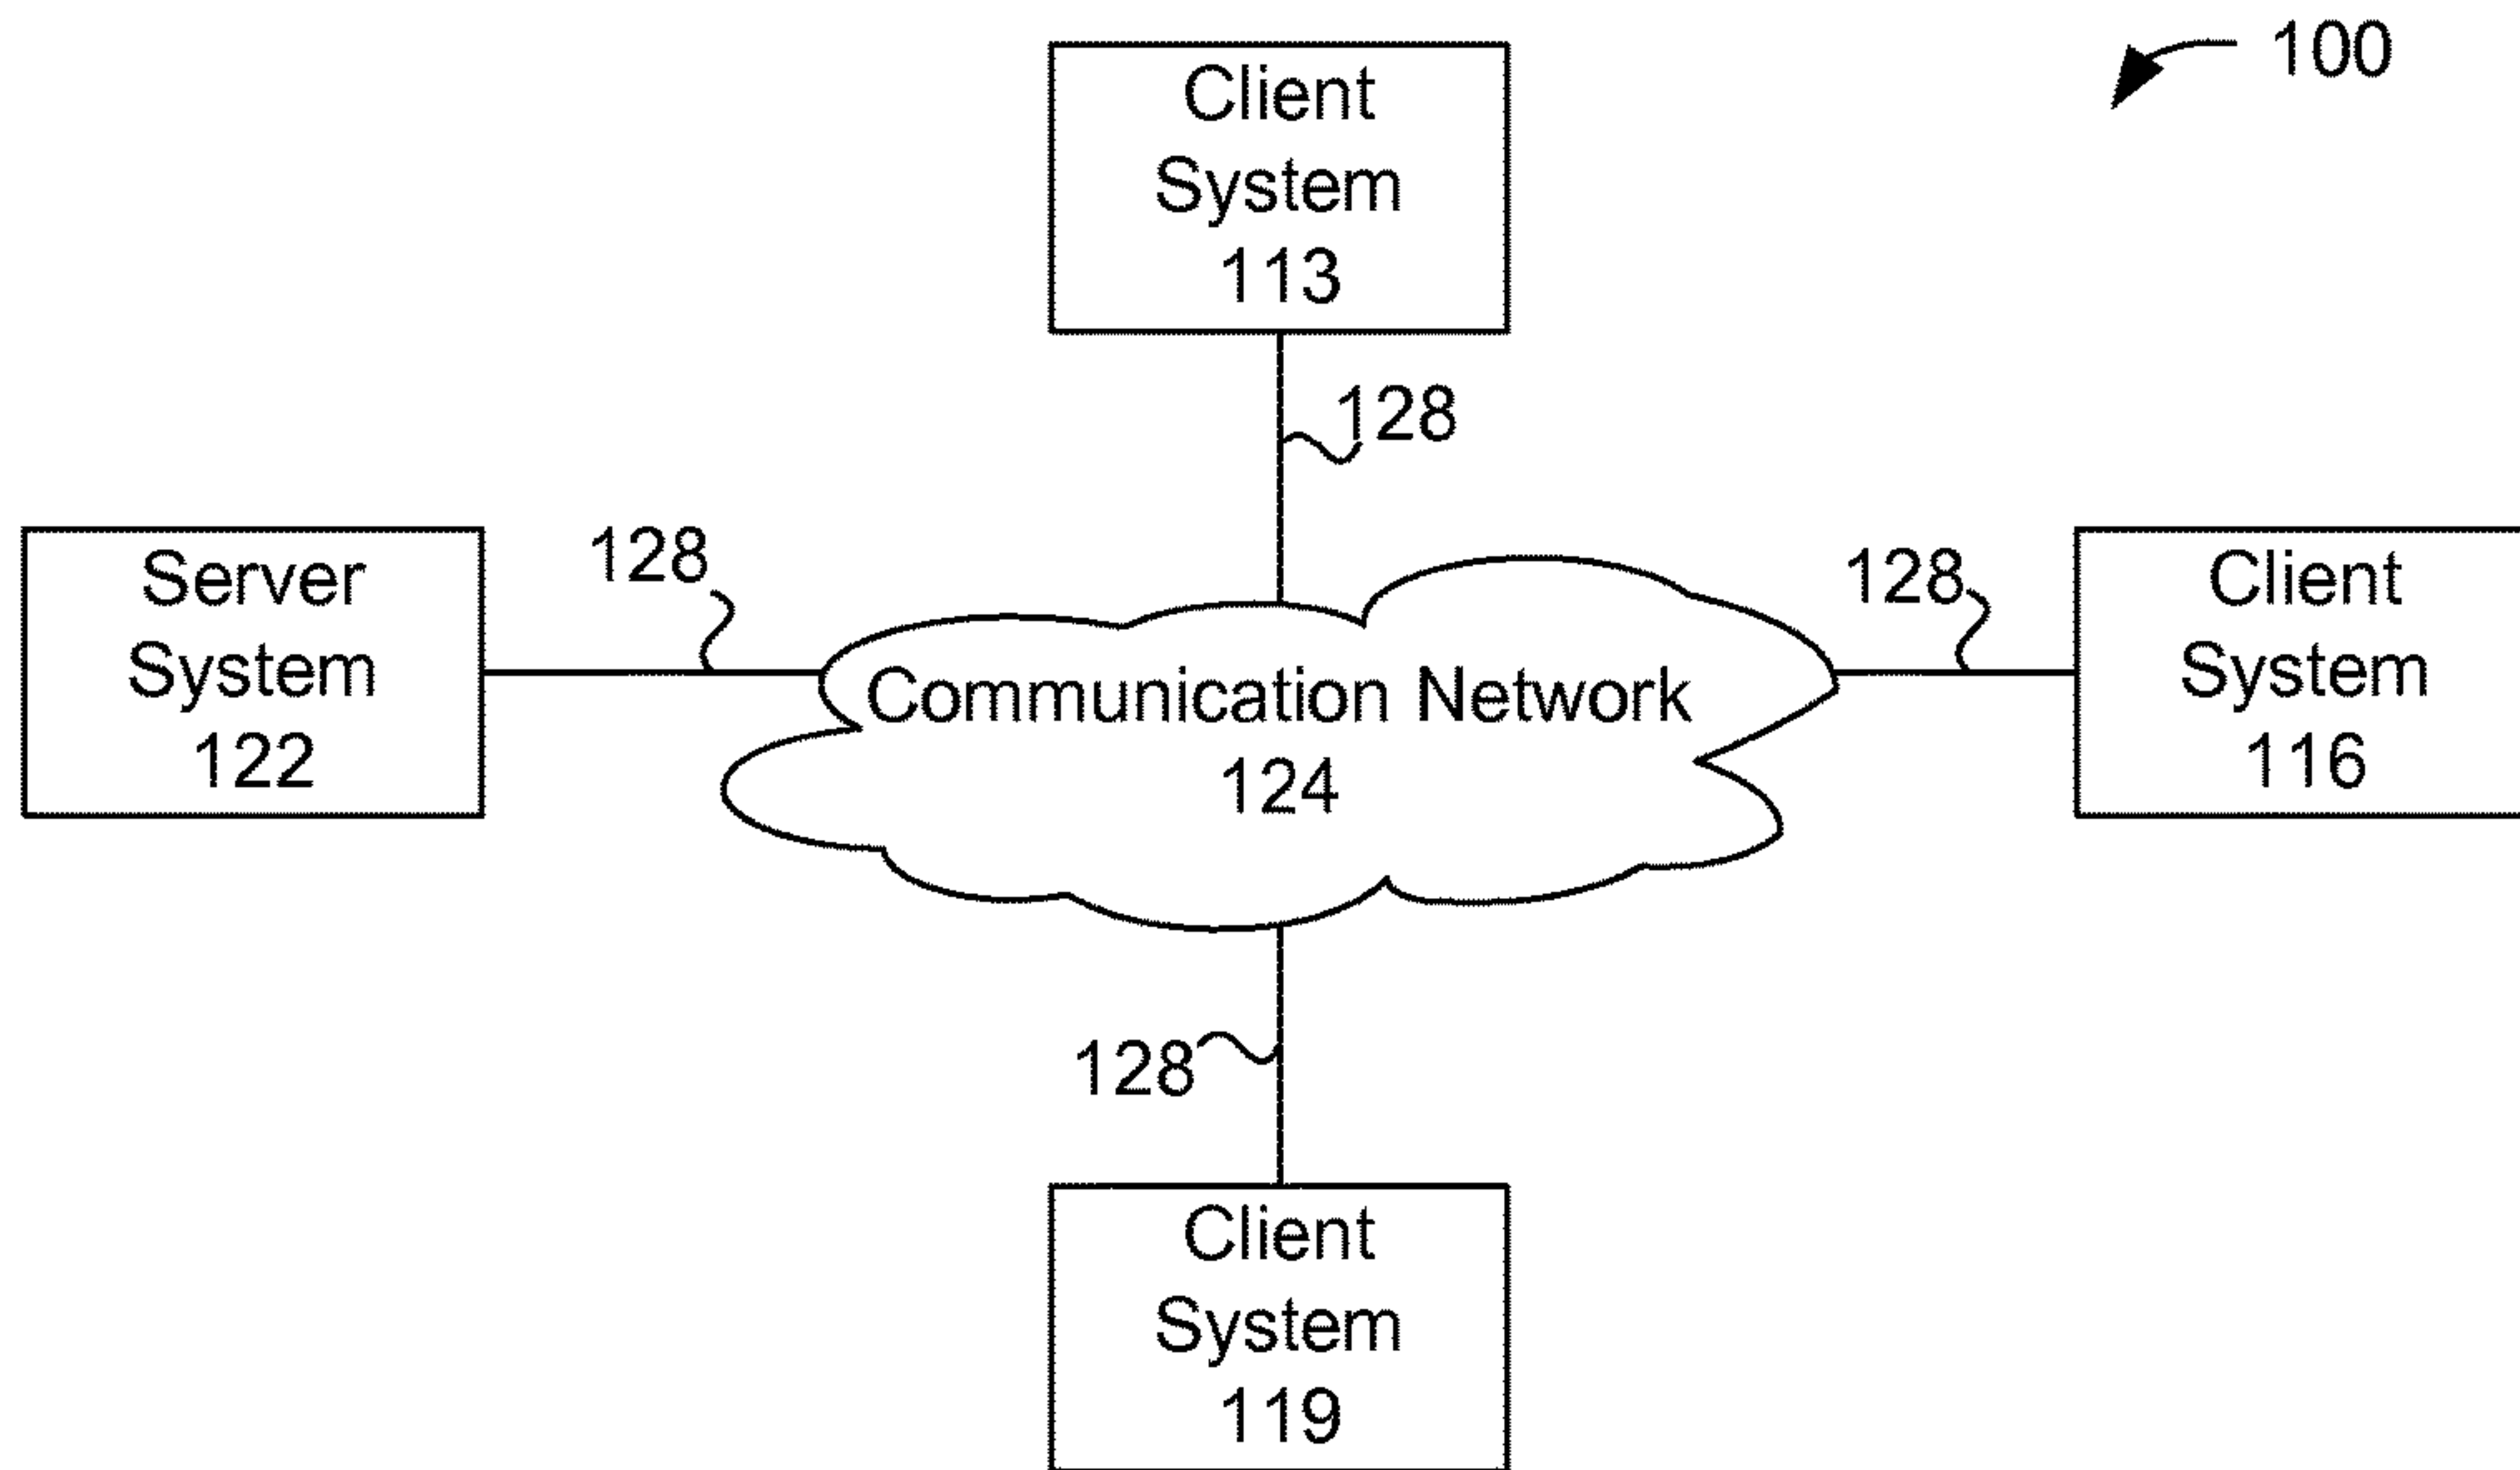 100
Client
System
113
128
128
128
Server
System
122
Communication Network
124
Client
System
116
128
Client
System
119